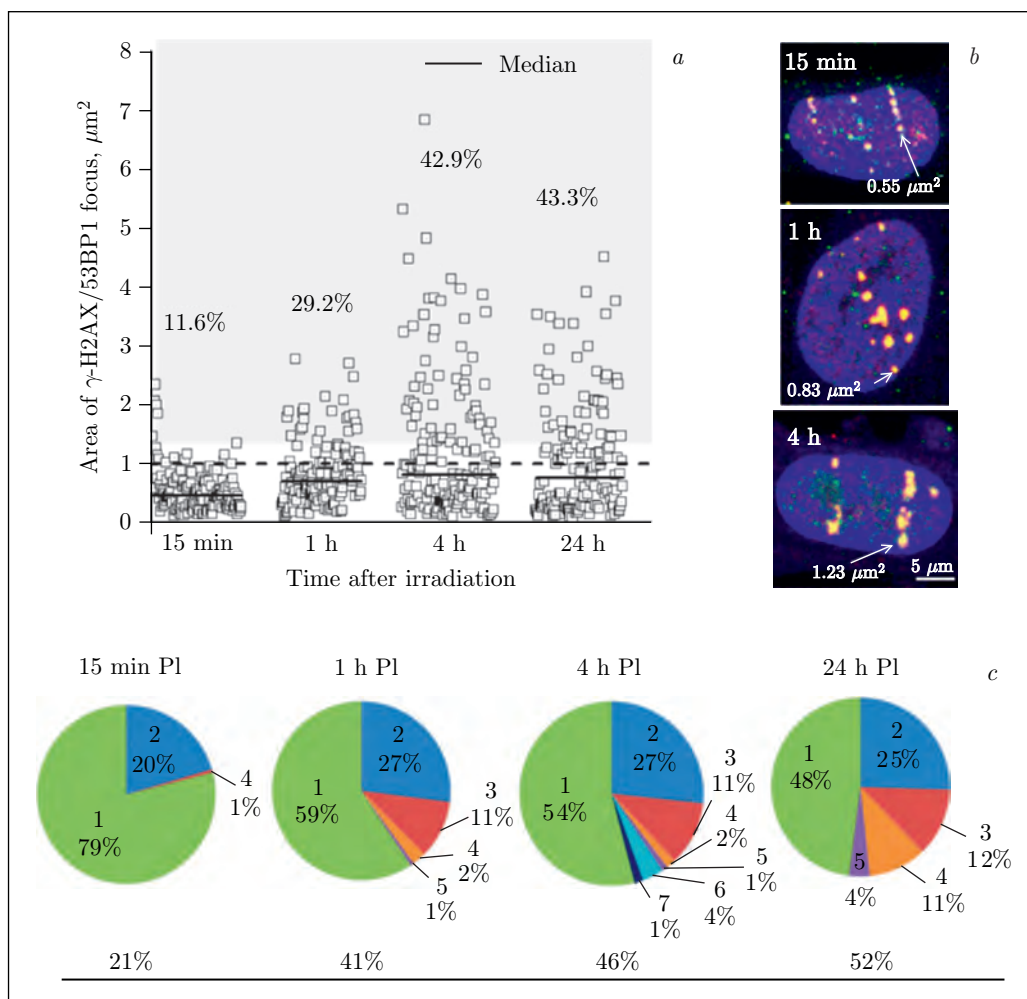 a
8
7
6
5
4
3
2
1
0
Area of γ-H2AX/53BP1 focus, μm²
Median
11.6%
29.2%
42.9%
43.3%
15 min
1 h
4 h
24 h
Time after irradiation
b
15 min
0.55 μm²
1 h
0.83 μm²
4 h
1.23 μm²
5 μm
c
15 min Pl
1 h Pl
4 h Pl
24 h Pl
2
20%
4
1%
1
79%
2
27%
1
59%
3
11%
4
2%
5
1%
2
27%
1
54%
3
11%
4
2%
5
1%
6
4%
7
1%
2
25%
1
48%
3
12%
4
11%
5
4%
21%
41%
46%
52%